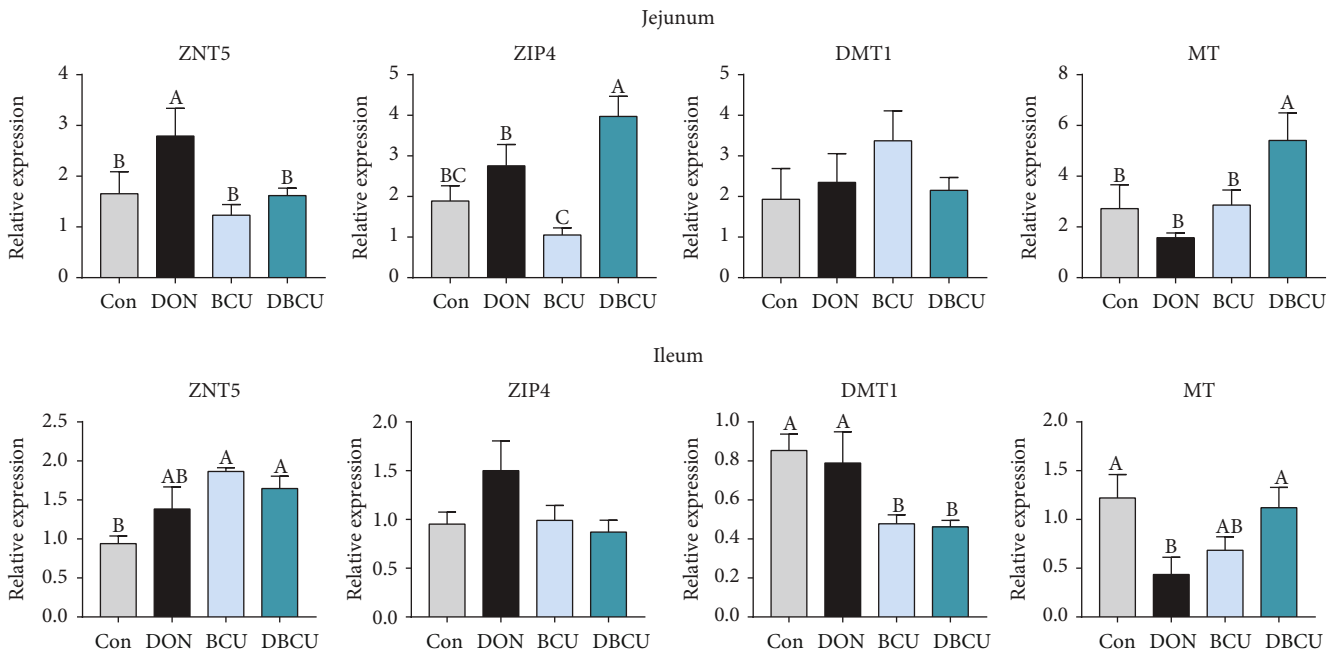 Jejunum
ZNT5
ZIP4
DMT1
MT
Relative expression
4
3
2
1
0
B
A
B
B
Con
DON
BCU
DBCU
Relative expression
5
4
3
2
1
0
BC
B
C
A
Con
DON
BCU
DBCU
Relative expression
5
4
3
2
1
0
Con
DON
BCU
DBCU
Relative expression
8
6
4
2
0
B
B
B
A
Con
DON
BCU
DBCU
Ileum
ZNT5
ZIP4
DMT1
MT
Relative expression
2.5
2.0
1.5
1.0
0.5
0.0
B
AB
A
A
Con
DON
BCU
DBCU
Relative expression
2.0
1.5
1.0
0.5
0.0
Con
DON
BCU
DBCU
Relative expression
1.0
0.8
0.6
0.4
0.2
0.0
A
A
B
B
Con
DON
BCU
DBCU
Relative expression
2.0
1.5
1.0
0.5
0.0
A
B
AB
A
Con
DON
BCU
DBCU